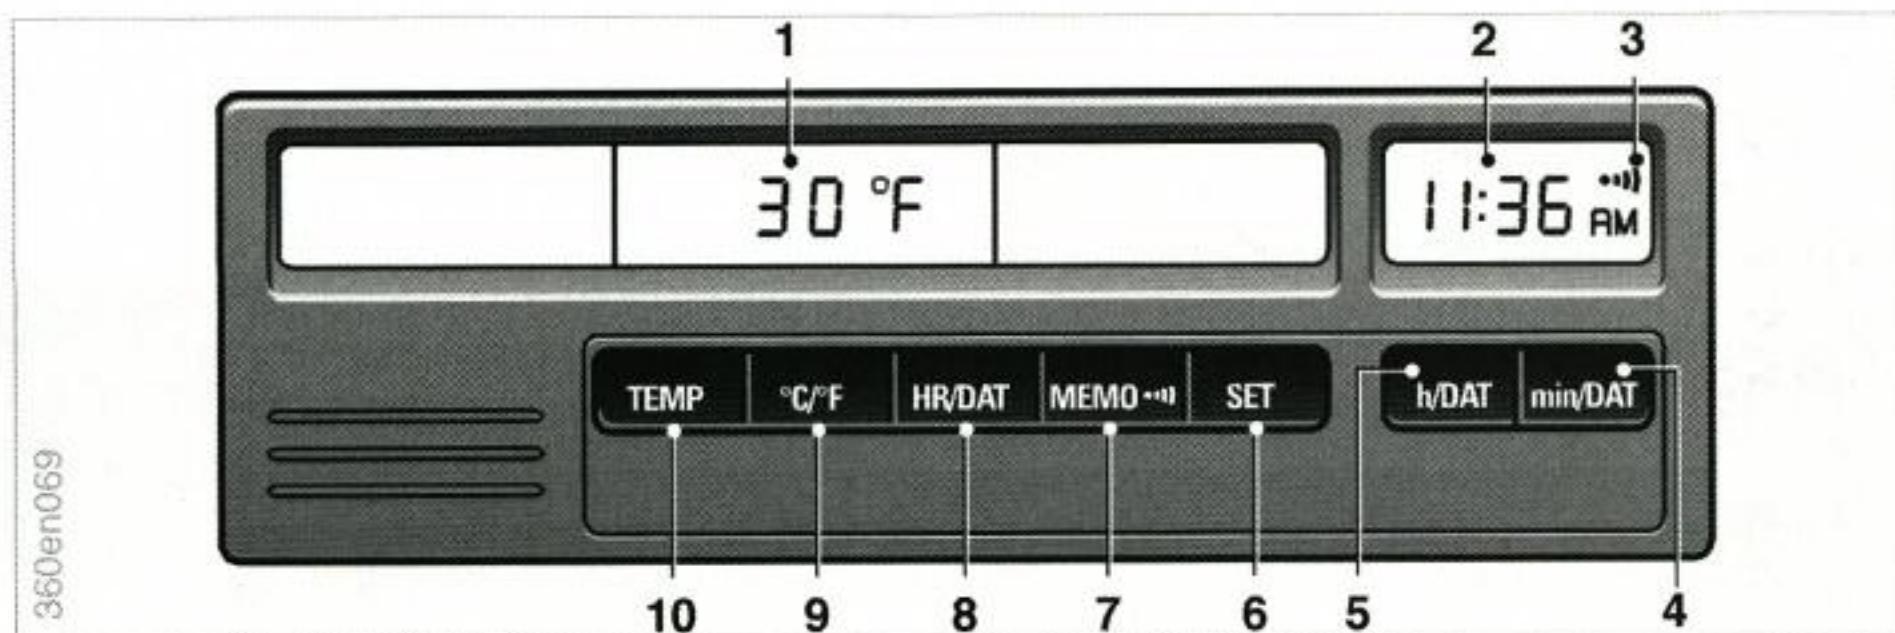 1 2 3
30 °F
11:36 AM
TEMP °C/°F HR/DAT MEMO SET h/DAT min/DAT
10 9 8 7 6 5 4
360en069